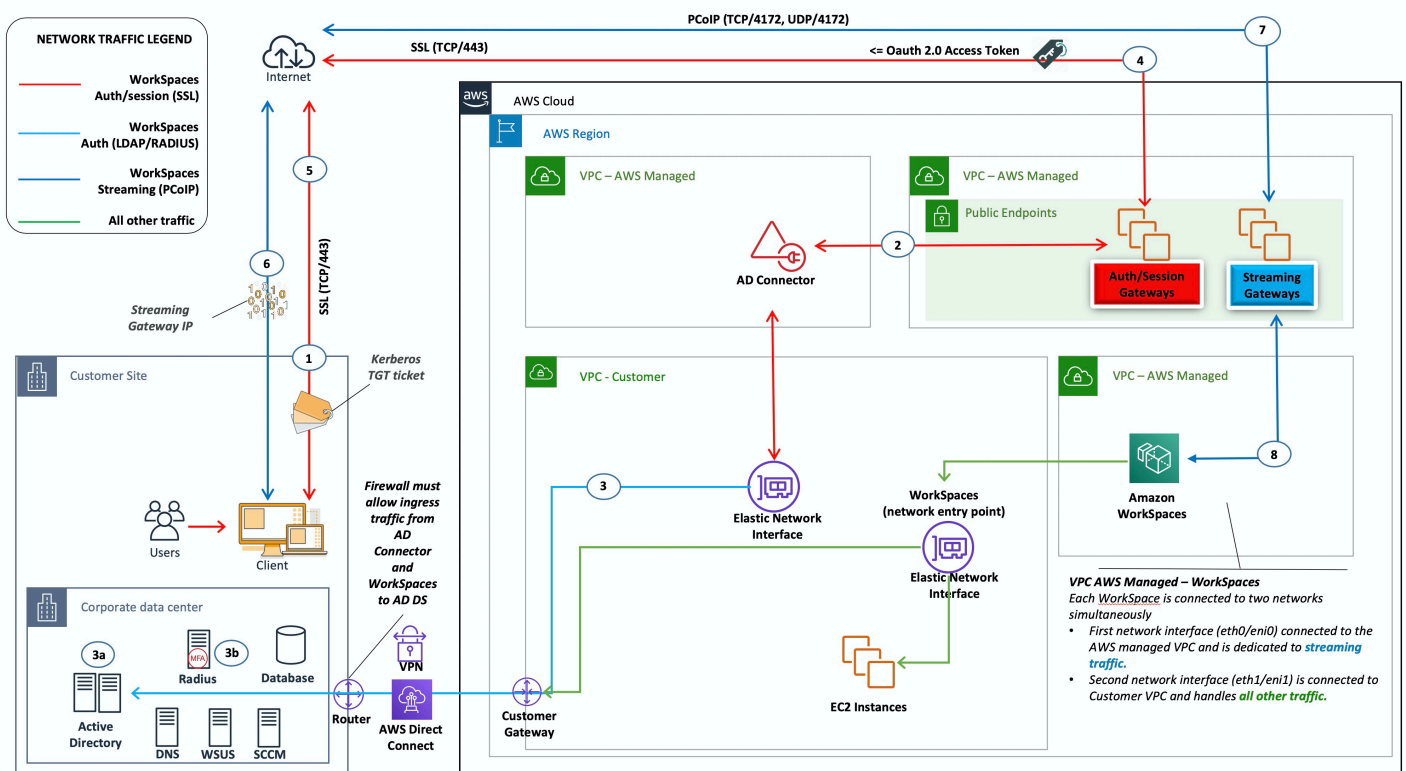 NETWORK TRAFFIC LEGEND
WorkSpaces
Auth/session (SSL)
WorkSpaces
Auth (LDAP/RADIUS)
WorkSpaces
Streaming (PCoIP)
All other traffic
Internet
PCoIP (TCP/4172, UDP/4172)
7
SSL (TCP/443)
<= Oauth 2.0 Access Token
4
aws
AWS Cloud
AWS Region
VPC – AWS Managed
AD Connector
2
VPC – AWS Managed
Public Endpoints
Auth/Session
Gateways
Streaming
Gateways
5
6
SSL (TCP/443)
Streaming
Gateway IP
1
Kerberos
TGT ticket
Customer Site
Users
Client
Firewall must
allow ingress
traffic from
AD
Connector
and
WorkSpaces
to AD DS
VPC - Customer
3
Elastic Network
Interface
WorkSpaces
(network entry point)
Elastic Network
Interface
EC2 Instances
VPC – AWS Managed
8
Amazon
WorkSpaces
VPC AWS Managed – WorkSpaces
Each WorkSpace is connected to two networks
simultaneously
• First network interface (eth0/eni0) connected to the
AWS managed VPC and is dedicated to streaming
traffic.
• Second network interface (eth1/eni1) is connected to
Customer VPC and handles all other traffic.
Corporate data center
3a
MFA
3b
Radius
Database
Active
Directory
DNS
WSUS
SCCM
VPN
Router
AWS Direct
Connect
Customer
Gateway